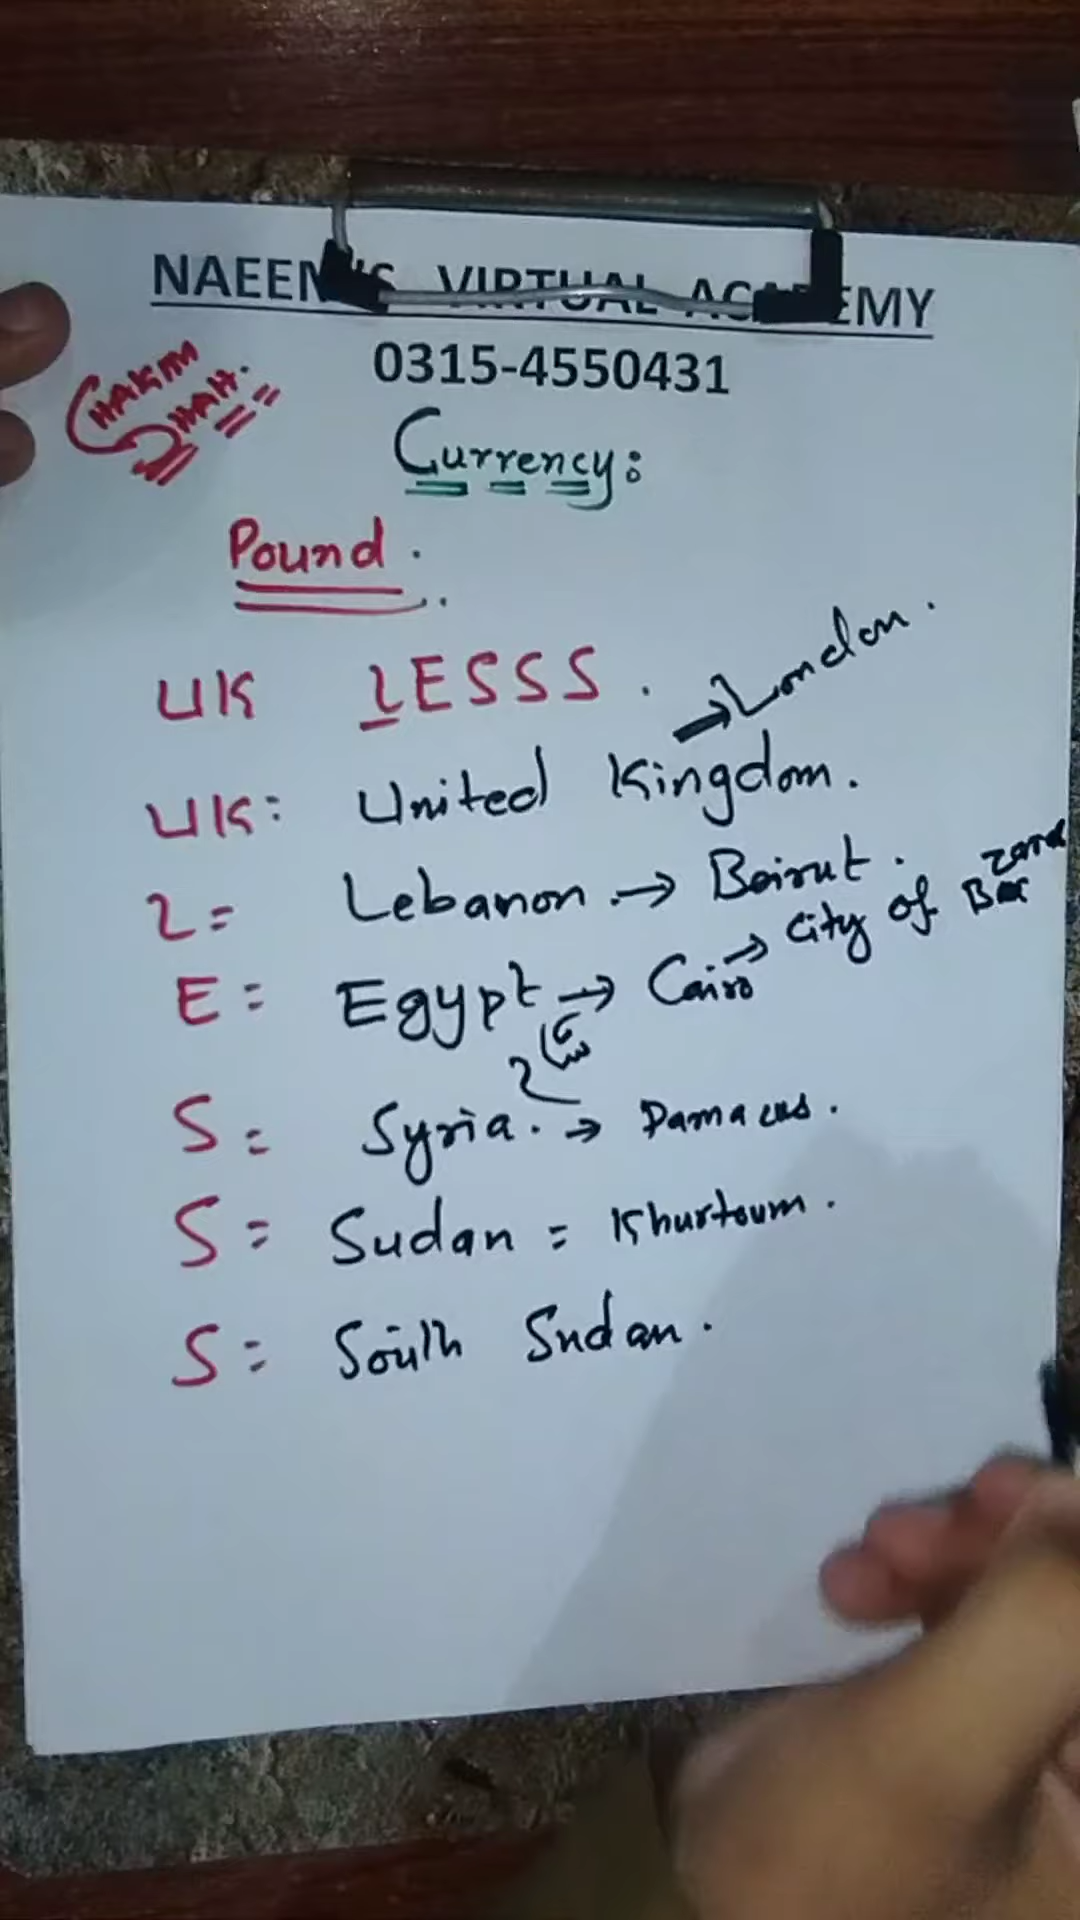 NAEEM'S VIRTUAL ACADEMY
0315-4550431
Currency:
Pound.
UK LESSS.
London.
UK: United Kingdom.
L= Lebanon. → Beirut.
E= Egypt → Cairo → City of
S= Syria. → Damacus.
S= Sudan = Khurtoum.
S= South Sudan.